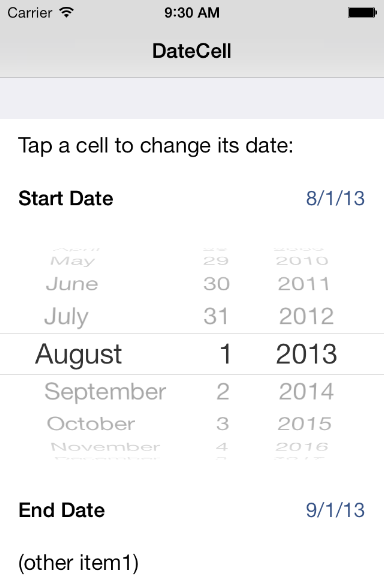 Carrier 9:30 AM
DateCell
Tap a cell to change its date:
Start Date 8/1/13
May 29 2010
June 30 2011
July 31 2012
August 1 2013
September 2 2014
October 3 2015
November 4 2016
End Date 9/1/13
(other item1)